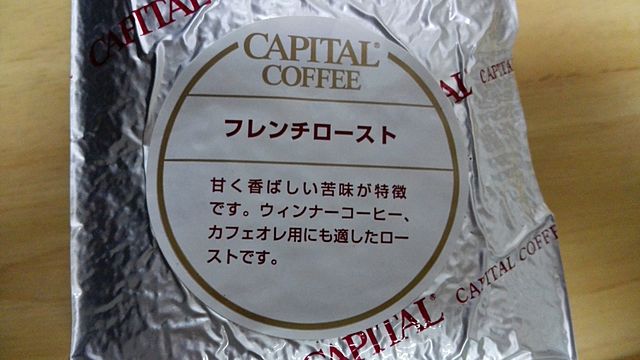 CAPITAL
CAPITAL®
COFFEE
CAPITAL
フレンチロースト
甘く香ばしい苦味が特徴
です。ウィンナーコーヒー、
カフェオレ用にも適したロー
ストです。
CAPITAL COFFEE
CAPITAL®